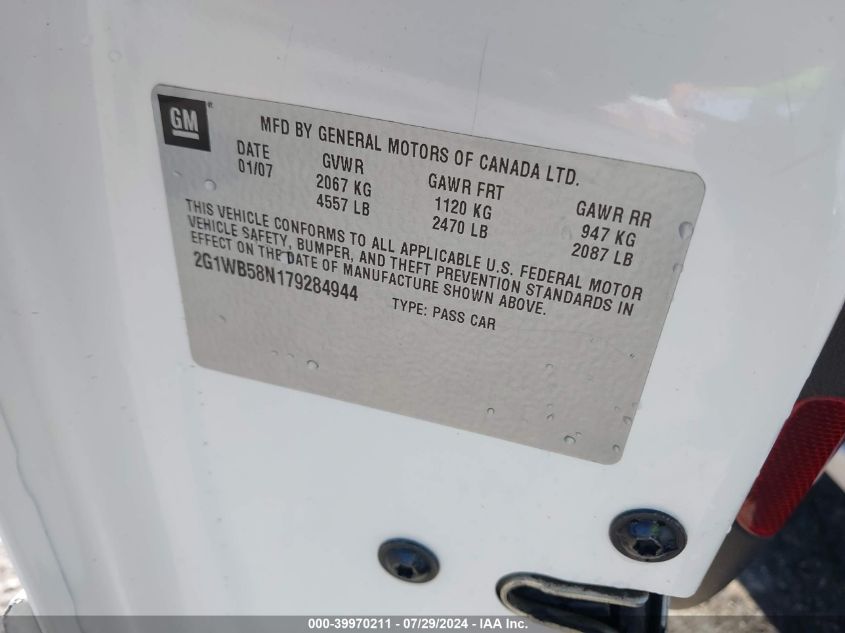 GM
MFD BY GENERAL MOTORS OF CANADA LTD.
DATE GVWR GAWR FRT GAWR RR
01/07 2067 KG 1120 KG 947 KG
4557 LB 2470 LB 2087 LB
THIS VEHICLE CONFORMS TO ALL APPLICABLE U.S. FEDERAL MOTOR
VEHICLE SAFETY, BUMPER, AND THEFT PREVENTION STANDARDS IN
EFFECT ON THE DATE OF MANUFACTURE SHOWN ABOVE.
2G1WB58N179284944 TYPE: PASS CAR
000-39970211 - 07/29/2024 - IAA Inc.